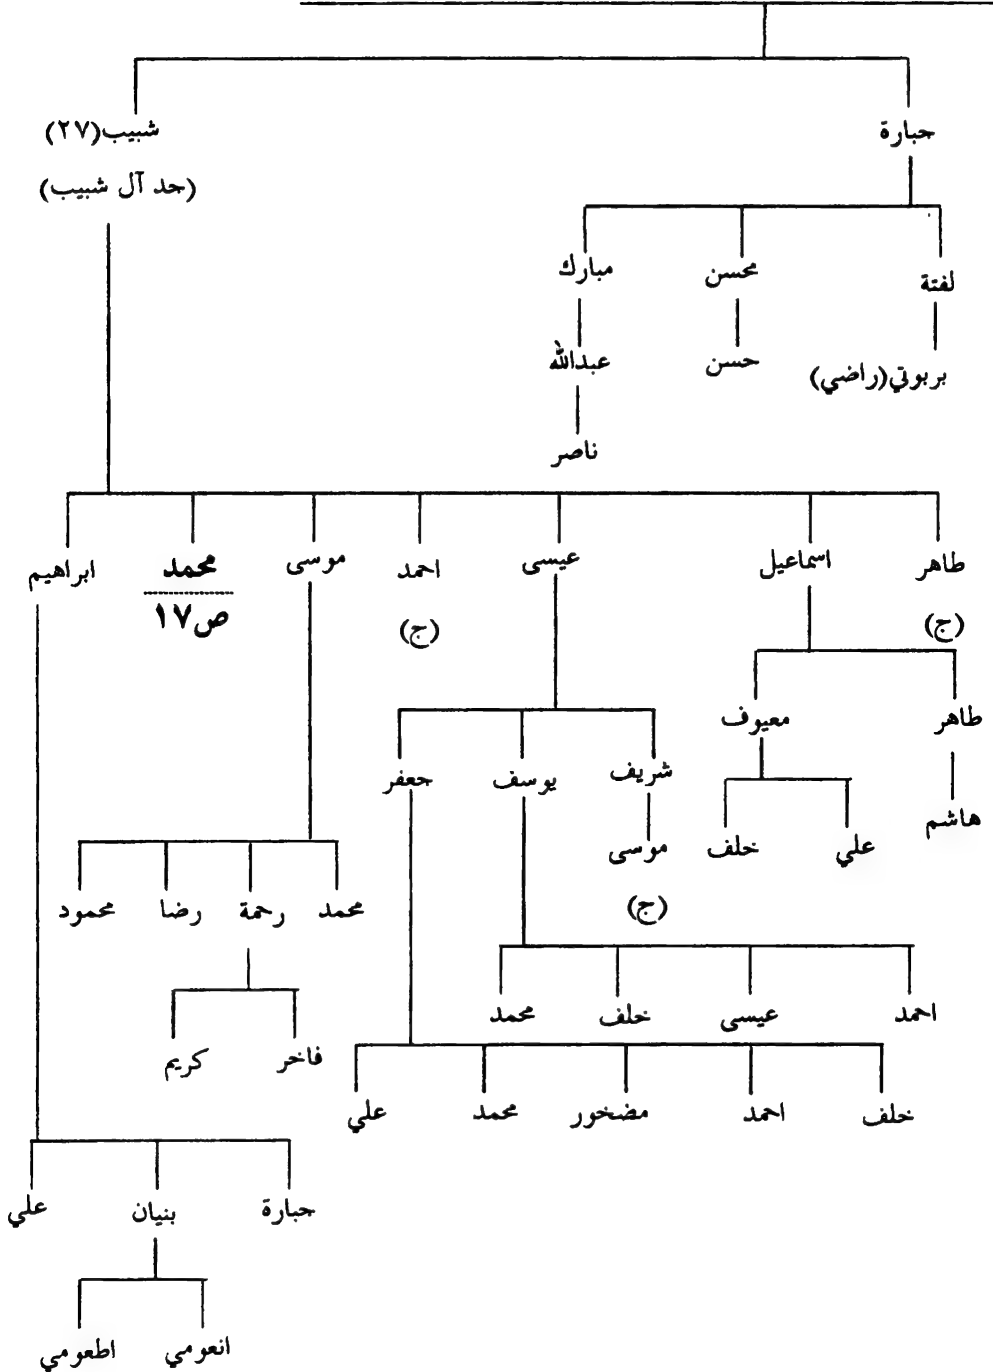 جبارة
شبيب(٢٧)
(جد آل شبيب)
لفتة
محسن
مبارك
بربوتي(راضي)
حسن
عبدالله
ناصر
طاهر
اسماعيل
عيسى
احمد
موسى
محمد
ابراهيم
(ج)
(ج)
ص١٧
طاهر
معيوف
شريف
يوسف
جعفر
هاشم
علي
خلف
موسى
(ج)
محمد
رحمة
رضا
محمود
احمد
عيسى
خلف
محمد
فاخر
كريم
خلف
احمد
مضخور
محمد
علي
جبارة
بنيان
علي
انعومي
اطعومي